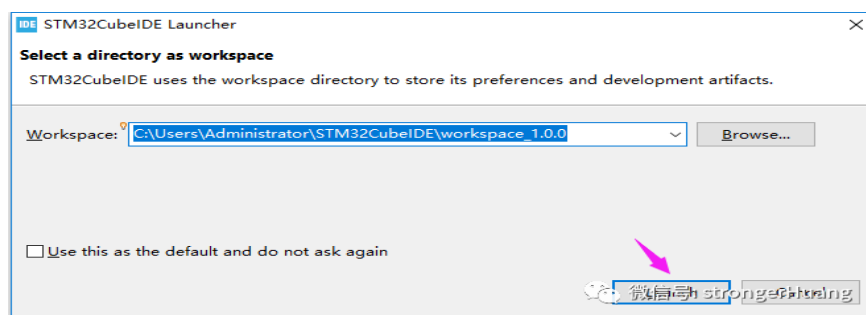 IDE STM32CubeIDE Launcher
Select a directory as workspace
STM32CubeIDE uses the workspace directory to store its preferences and development artifacts.
Workspace: C:\Users\Administrator\STM32CubeIDE\workspace_1.0.0 Browse...
Use this as the default and do not ask again
微信号: strongerHuang